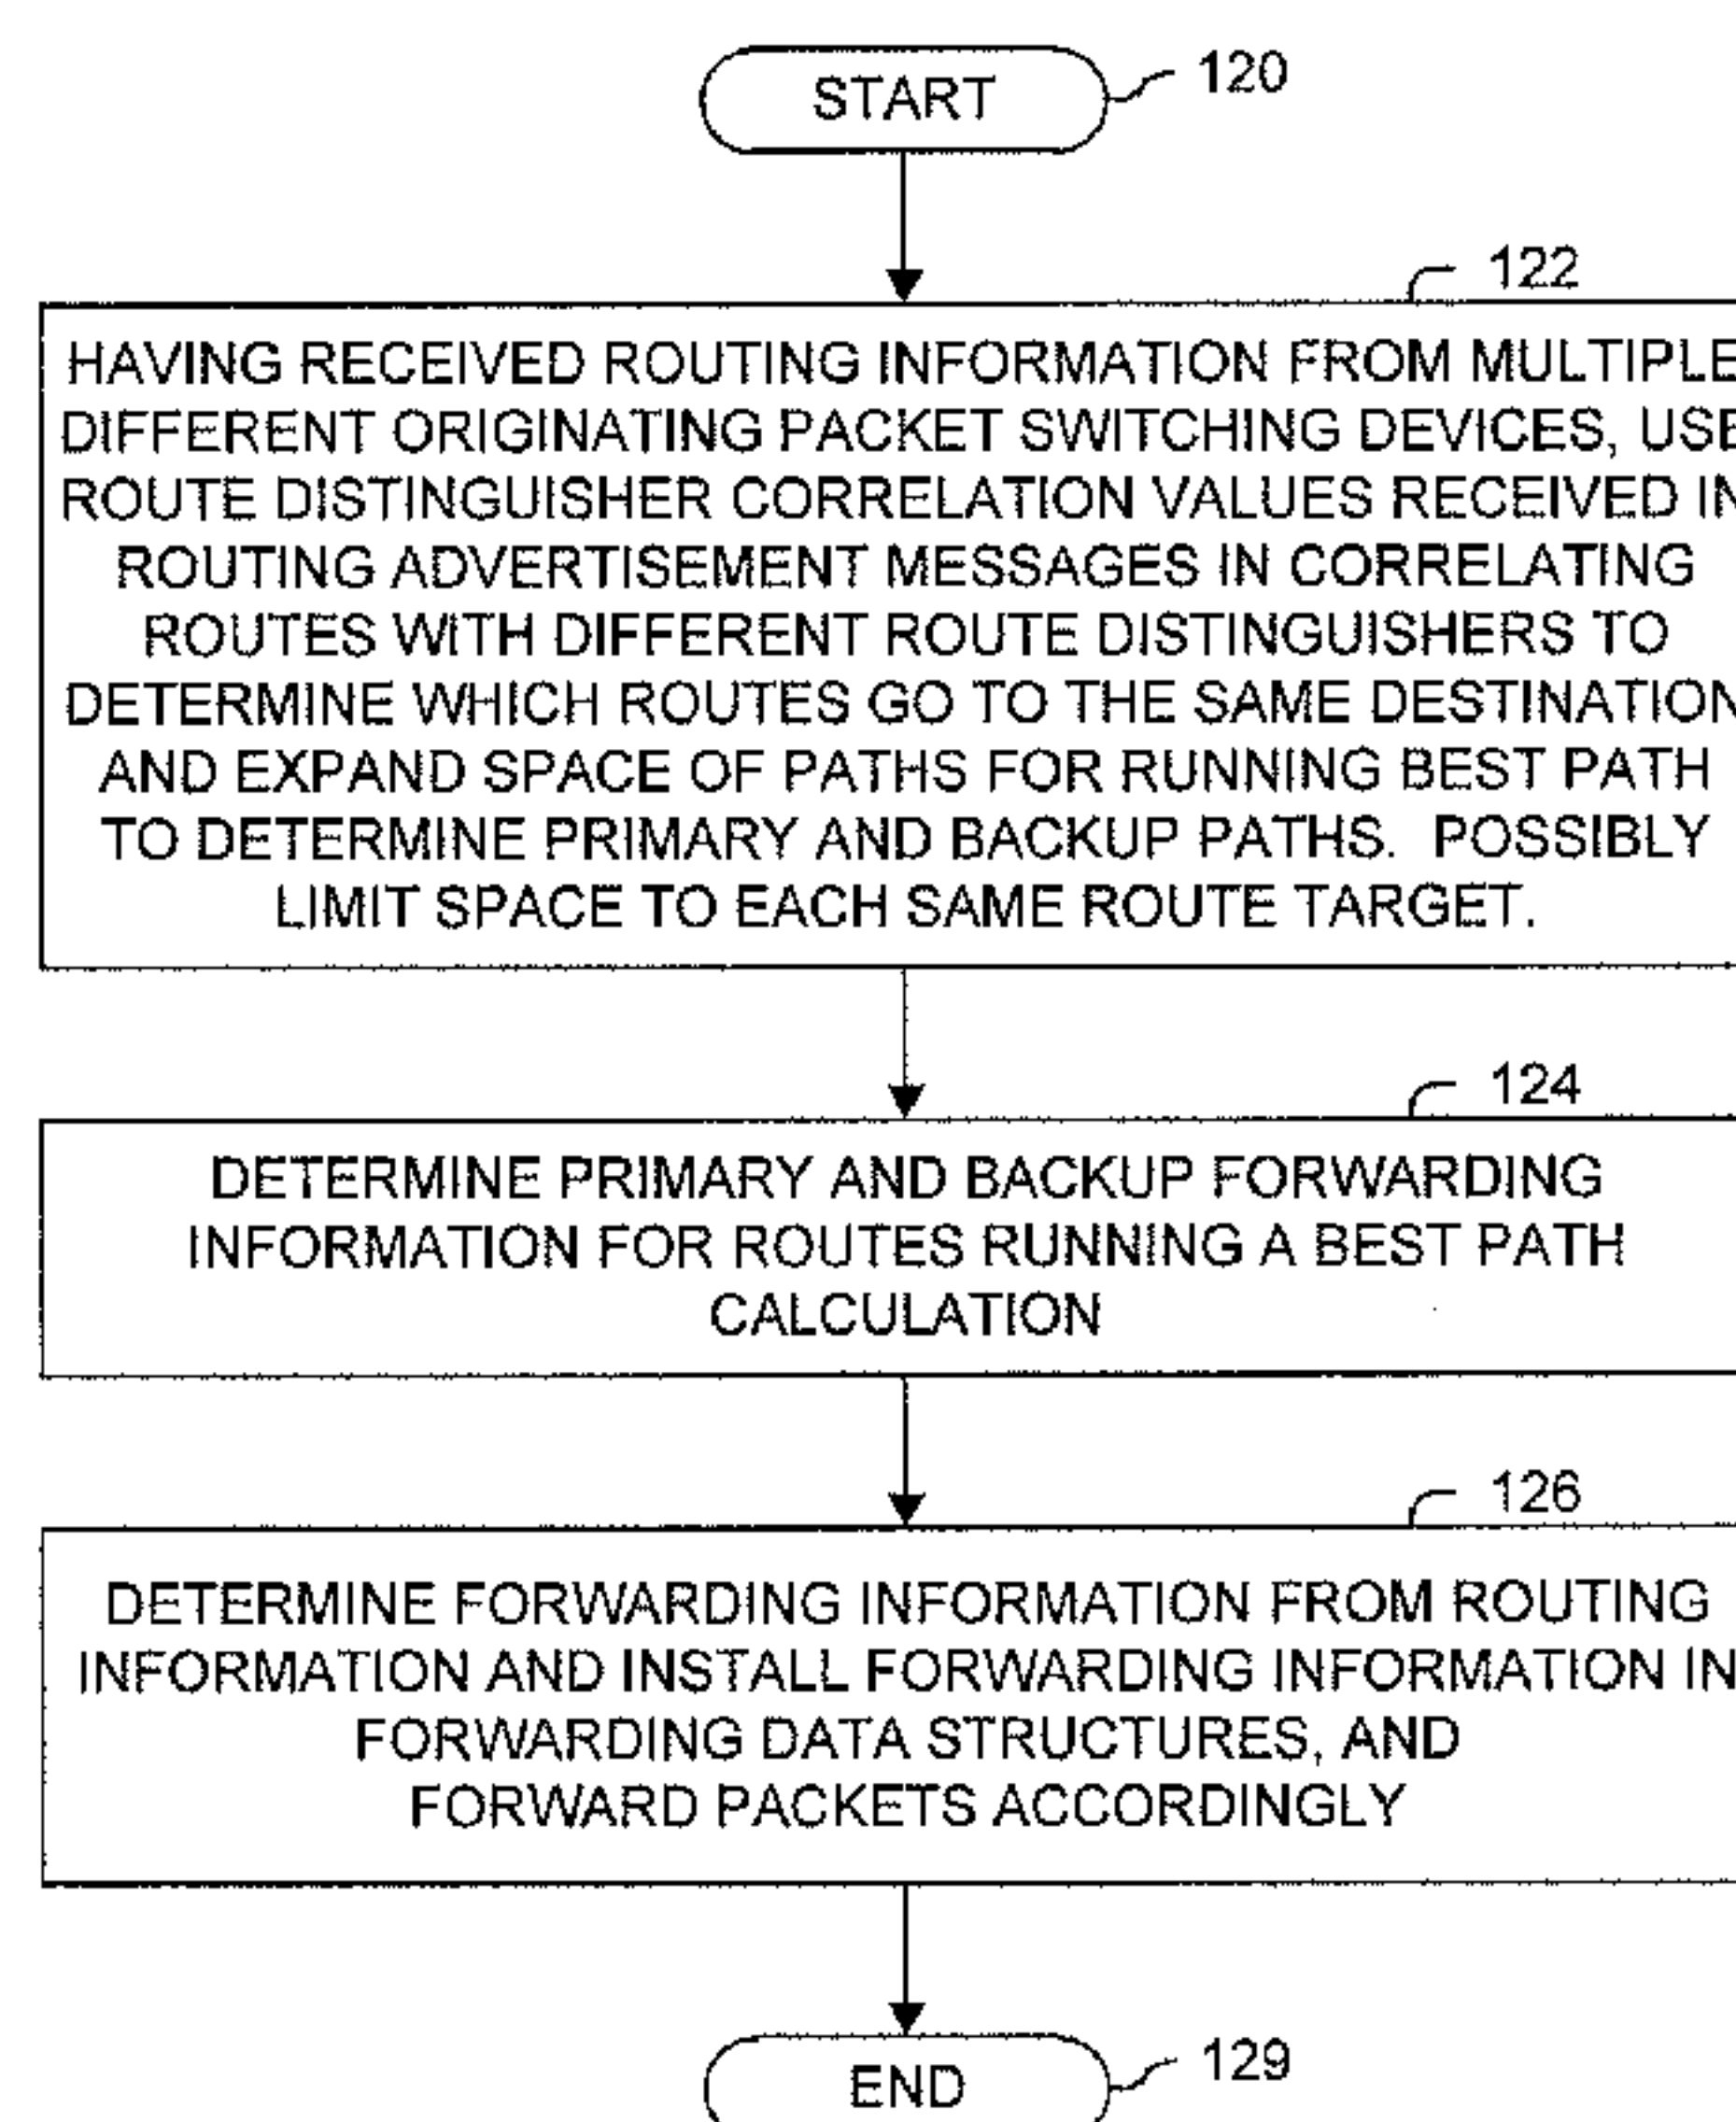 START
120
122
HAVING RECEIVED ROUTING INFORMATION FROM MULTIPLE
DIFFERENT ORIGINATING PACKET SWITCHING DEVICES, USE
ROUTE DISTINGUISHER CORRELATION VALUES RECEIVED IN
ROUTING ADVERTISEMENT MESSAGES IN CORRELATING
ROUTES WITH DIFFERENT ROUTE DISTINGUISHERS TO
DETERMINE WHICH ROUTES GO TO THE SAME DESTINATION
AND EXPAND SPACE OF PATHS FOR RUNNING BEST PATH
TO DETERMINE PRIMARY AND BACKUP PATHS. POSSIBLY
LIMIT SPACE TO EACH SAME ROUTE TARGET.
124
DETERMINE PRIMARY AND BACKUP FORWARDING
INFORMATION FOR ROUTES RUNNING A BEST PATH
CALCULATION
126
DETERMINE FORWARDING INFORMATION FROM ROUTING
INFORMATION AND INSTALL FORWARDING INFORMATION IN
FORWARDING DATA STRUCTURES, AND
FORWARD PACKETS ACCORDINGLY
END
129